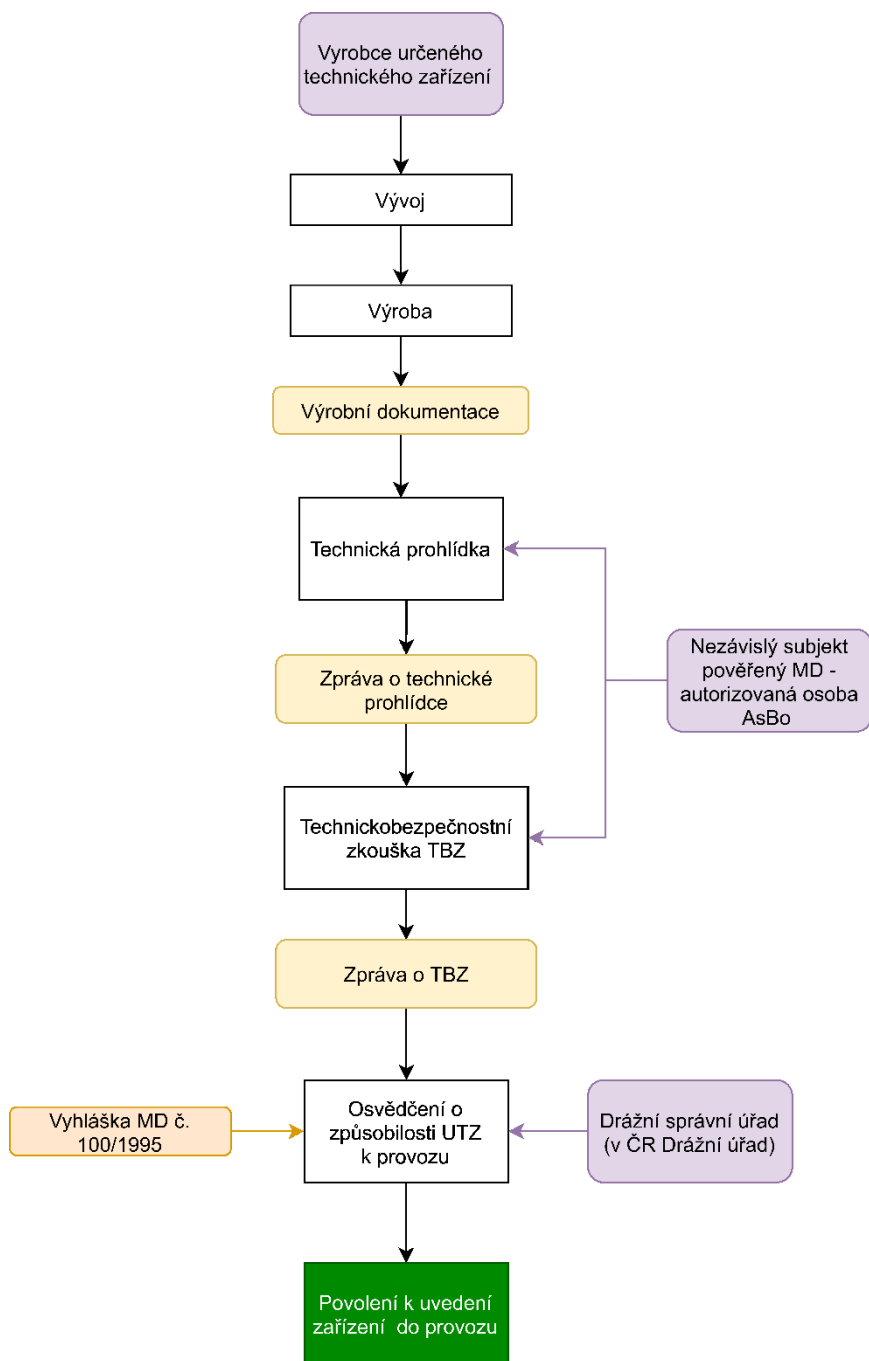 Vyrobce určeného
technického zařízení
Vývoj
Výroba
Výrobní dokumentace
Technická prohlídka
Nezávislý subjekt
pověřený MD -
autorizovaná osoba
AsBo
Zpráva o technické
prohlídce
Technickobezpečnostní
zkouška TBZ
Zpráva o TBZ
Vyhláška MD č.
100/1995
Osvědčení o
způsobilosti UTZ
k provozu
Drážní správní úřad
(v ČR Drážní úřad)
Povolení k uvedení
zařízení do provozu